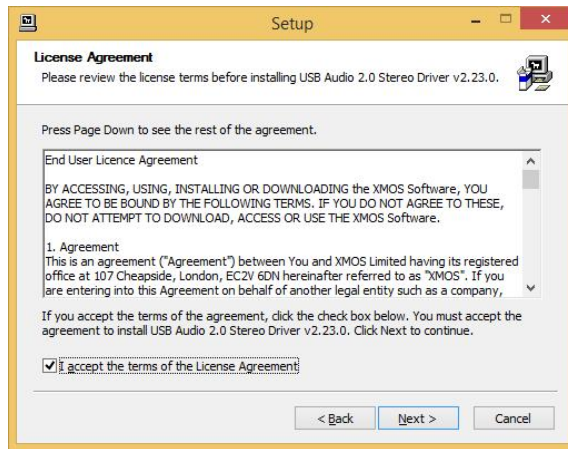 Setup
License Agreement
Please review the license terms before installing USB Audio 2.0 Stereo Driver v2.23.0.
Press Page Down to see the rest of the agreement.
End User Licence Agreement
BY ACCESSING, USING, INSTALLING OR DOWNLOADING the XMOS Software, YOU
AGREE TO BE BOUND BY THE FOLLOWING TERMS. IF YOU DO NOT AGREE TO THESE,
DO NOT ATTEMPT TO DOWNLOAD, ACCESS OR USE THE XMOS Software.
1. Agreement
This is an agreement ("Agreement") between You and XMOS Limited having its registered
office at 107 Cheapside, London, EC2V 6DN hereinafter referred to as "XMOS". If you
are entering into this Agreement on behalf of another legal entity such as a company,
If you accept the terms of the agreement, click the check box below. You must accept the
agreement to install USB Audio 2.0 Stereo Driver v2.23.0. Click Next to continue.
I accept the terms of the License Agreement
< Back Next > Cancel